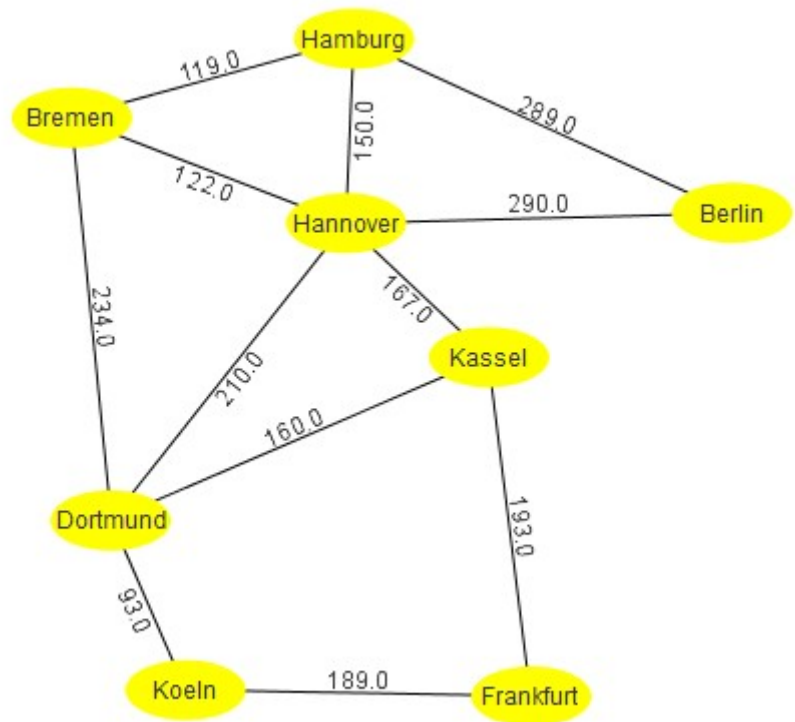 Hamburg
119.0
Bremen
150.0
289.0
122.0
Hannover
290.0
Berlin
234.0
167.0
210.0
Kassel
160.0
Dortmund
193.0
93.0
Koeln
189.0
Frankfurt